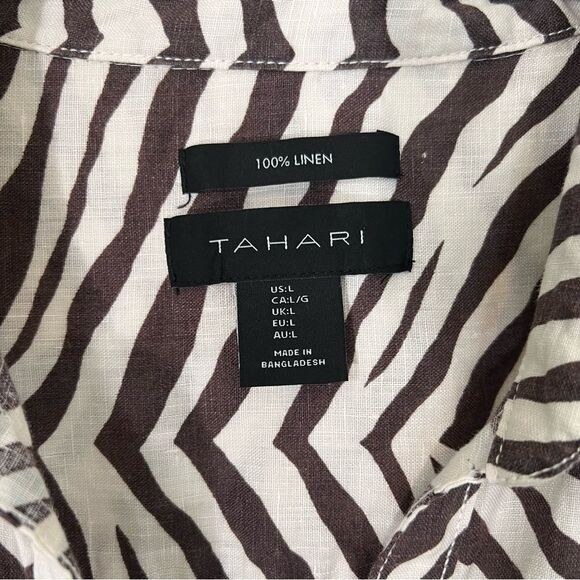 100% LINEN
TAHARI
US:L
CA:L/G
UK:L
EU:L
AU:L
MADE IN
BANGLADESH